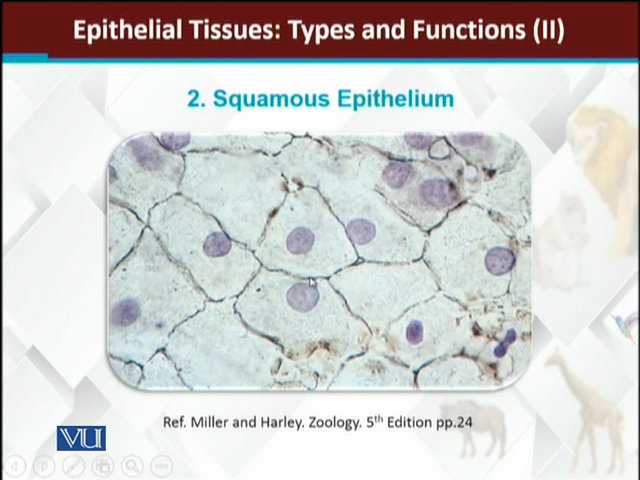 Epithelial Tissues: Types and Functions (II)
2. Squamous Epithelium
Ref. Miller and Harley. Zoology. 5th Edition pp.24
VU